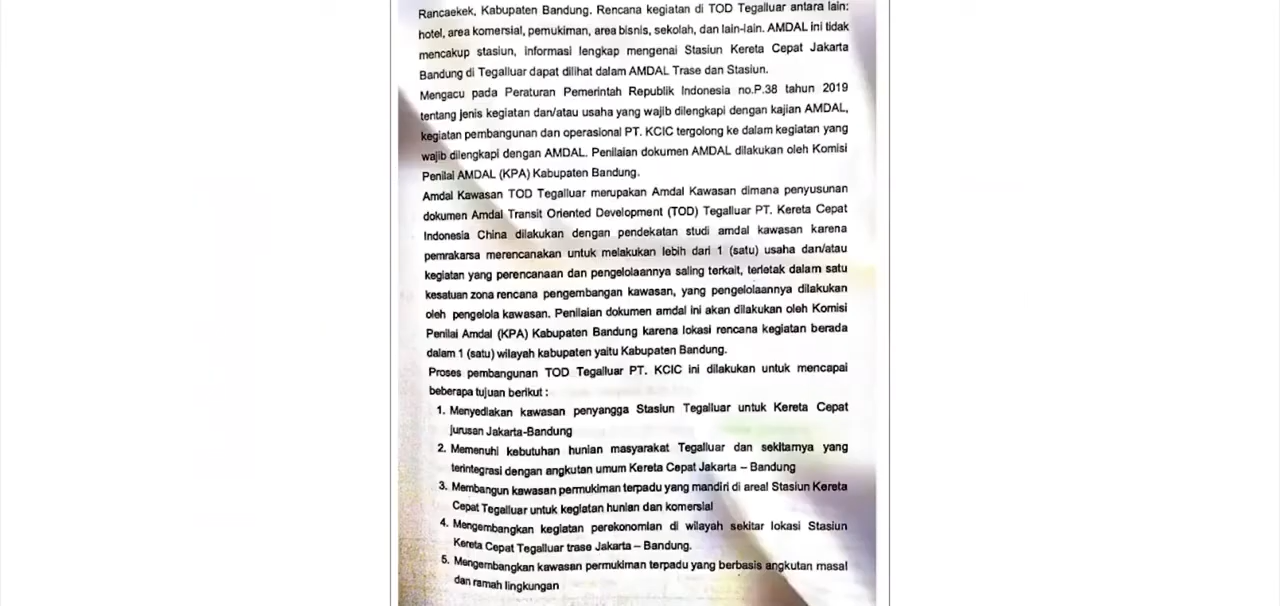 Rancaekek, Kabupaten Bandung. Rencana kegiatan di TOD Tegalluar antara lain:
hotel, area komersial, pemukiman, area bisnis, sekolah, dan lain-lain. AMDAL ini tidak
mencakup stasiun, informasi lengkap mengenai Stasiun Kereta Cepat Jakarta
Bandung di Tegalluar dapat dilihat dalam AMDAL Trase dan Stasiun.
Mengacu pada Peraturan Pemerintah Republik Indonesia no.P.38 tahun 2019
tentang jenis kegiatan dan/atau usaha yang wajib dilengkapi dengan kajian AMDAL,
kegiatan pembangunan dan operasional PT. KCIC tergolong ke dalam kegiatan yang
wajib dilengkapi dengan AMDAL. Penilaian dokumen AMDAL dilakukan oleh Komisi
Penilai AMDAL (KPA) Kabupaten Bandung.
Amdal Kawasan TOD Tegalluar merupakan Amdal Kawasan dimana penyusunan
dokumen Amdal Transit Oriented Development (TOD) Tegalluar PT. Kereta Cepat
Indonesia China dilakukan dengan pendekatan studi amdal kawasan karena
pemrakarsa merencanakan untuk melakukan lebih dari 1 (satu) usaha dan/atau
kegiatan yang perencanaan dan pengelolaannya saling terkait, terletak dalam satu
kesatuan zona rencana pengembangan kawasan, yang pengelolaannya dilakukan
oleh pengelola kawasan. Penilaian dokumen amdal ini akan dilakukan oleh Komisi
Penilai Amdal (KPA) Kabupaten Bandung karena lokasi rencana kegiatan berada
dalam 1 (satu) wilayah kabupaten yaitu Kabupaten Bandung.
Proses pembangunan TOD Tegalluar PT. KCIC ini dilakukan untuk mencapai
beberapa tujuan berikut :
1. Menyediakan kawasan penyangga Stasiun Tegalluar untuk Kereta Cepat
jurusan Jakarta-Bandung
2. Memenuhi kebutuhan hunian masyarakat Tegalluar dan sekitarnya yang
terintegrasi dengan angkutan umum Kereta Cepat Jakarta – Bandung
3. Membangun kawasan permukiman terpadu yang mandiri di areal Stasiun Kereta
Cepat Tegalluar untuk kegiatan hunian dan komersial
4. Mengembangkan kegiatan perekonomian di wilayah sekitar lokasi Stasiun
Kereta Cepat Tegalluar trase Jakarta – Bandung.
5. Mengembangkan kawasan permukiman terpadu yang berbasis angkutan masal
dan ramah lingkungan